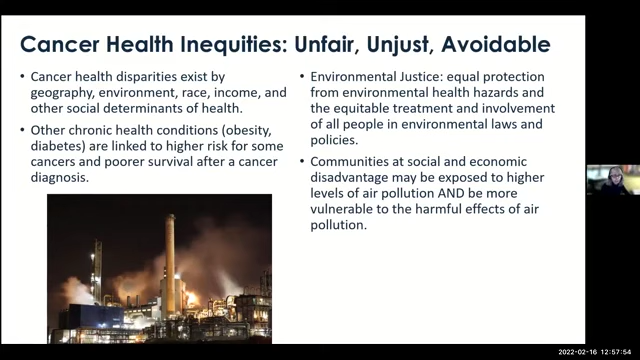 Cancer Health Inequities: Unfair, Unjust, Avoidable
• Cancer health disparities exist by
geography, environment, race, income, and
other social determinants of health.
• Other chronic health conditions (obesity,
diabetes) are linked to higher risk for some
cancers and poorer survival after a cancer
diagnosis.
• Environmental Justice: equal protection
from environmental health hazards and
the equitable treatment and involvement
of all people in environmental laws and
policies.
• Communities at social and economic
disadvantage may be exposed to higher
levels of air pollution AND be more
vulnerable to the harmful effects of air
pollution.
2022-02-16 12:57:54